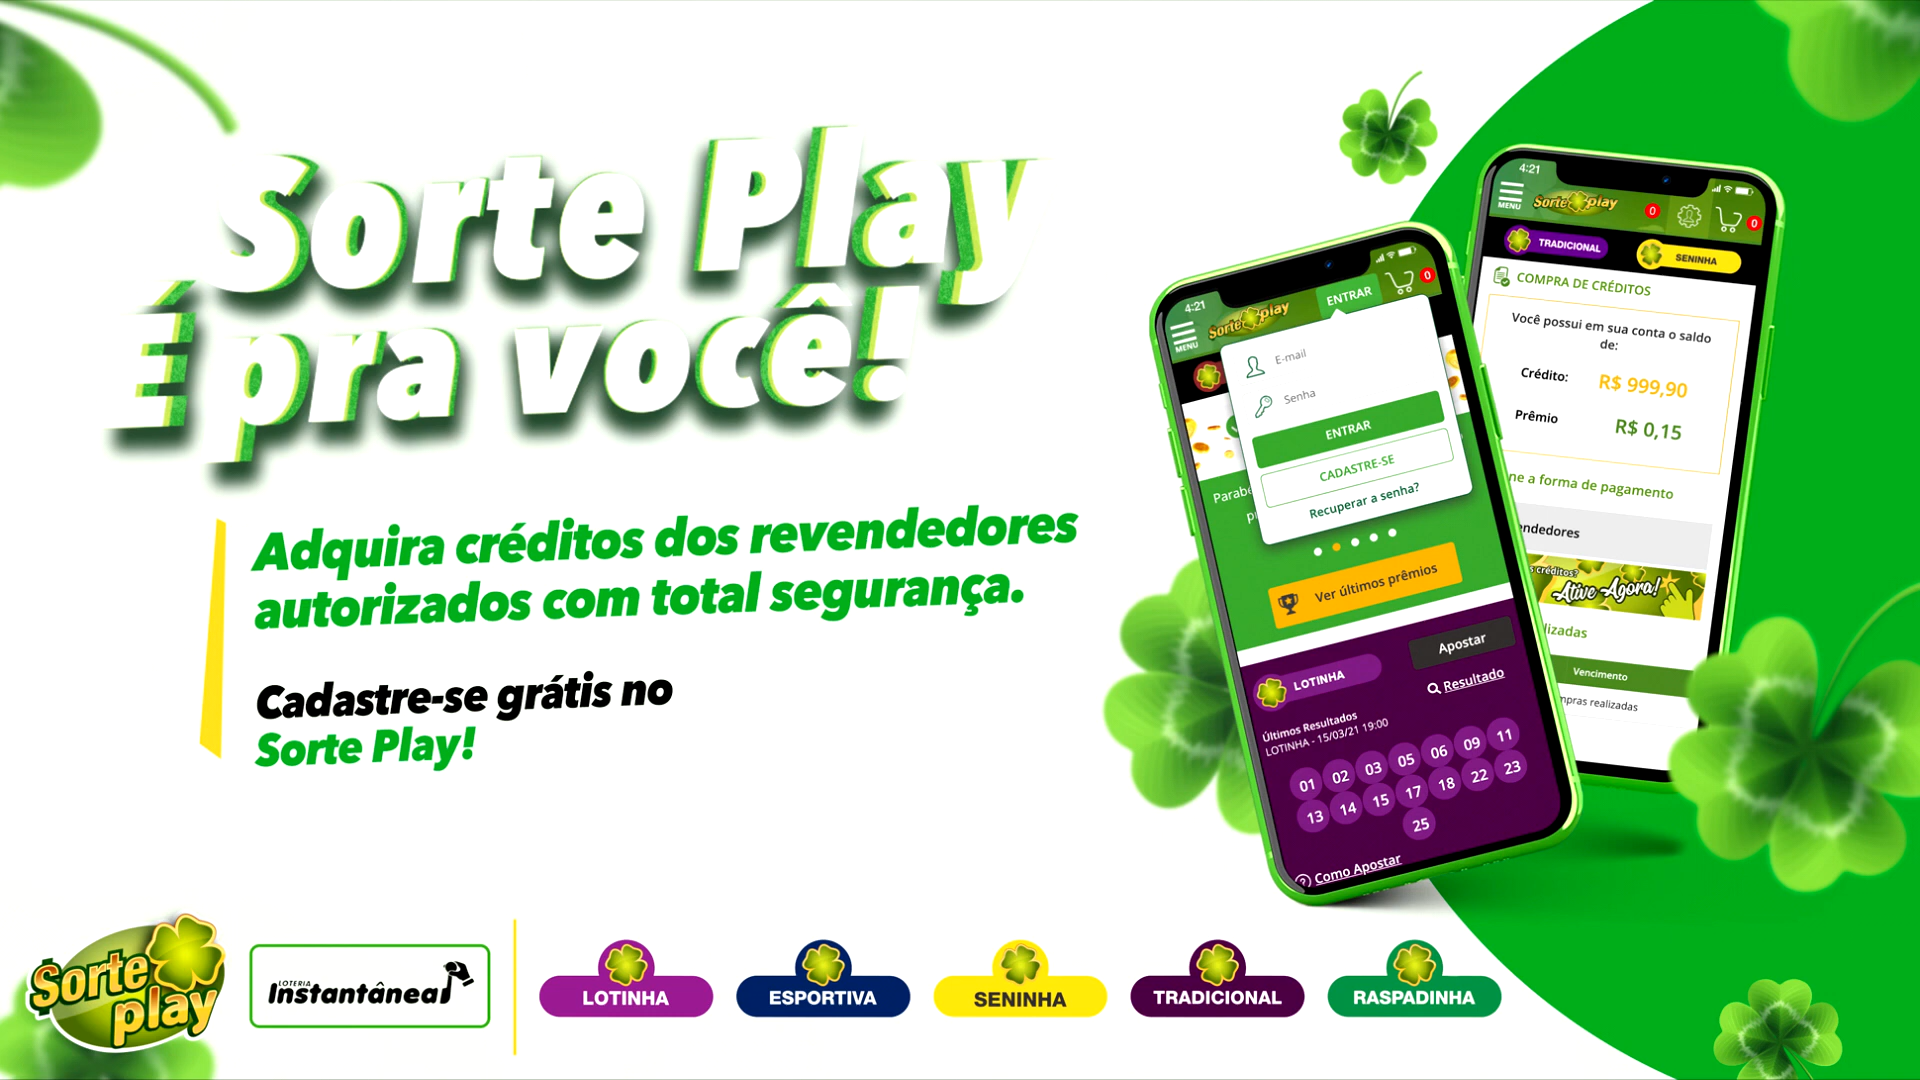 Sorte Play
É pra você!
Adquira créditos dos revendedores
autorizados com total segurança.
Cadastre-se grátis no
Sorte Play!
4:21
MENU
Sorte play
ENTRAR
0
E-mail
Senha
ENTRAR
CADASTRE-SE
Recuperar a senha?
Ver últimos prêmios
LOTINHA
Apostar
Resultado
Últimos Resultados
LOTINHA - 15/03/21 19:00
01 02 03 05 06 09 11
13 14 15 17 18 22 23
25
Como Apostar
4:21
MENU
Sorte play
0
0
TRADICIONAL
SENINHA
COMPRA DE CRÉDITOS
Você possui em sua conta o saldo
de:
Crédito: R$ 999,90
Prêmio R$ 0,15
a forma de pagamento
créditos?
Ative Agora!
Vencimento
realizadas
Sorte
play
LOTERIA
Instantânea
LOTINHA
ESPORTIVA
SENINHA
TRADICIONAL
RASPADINHA